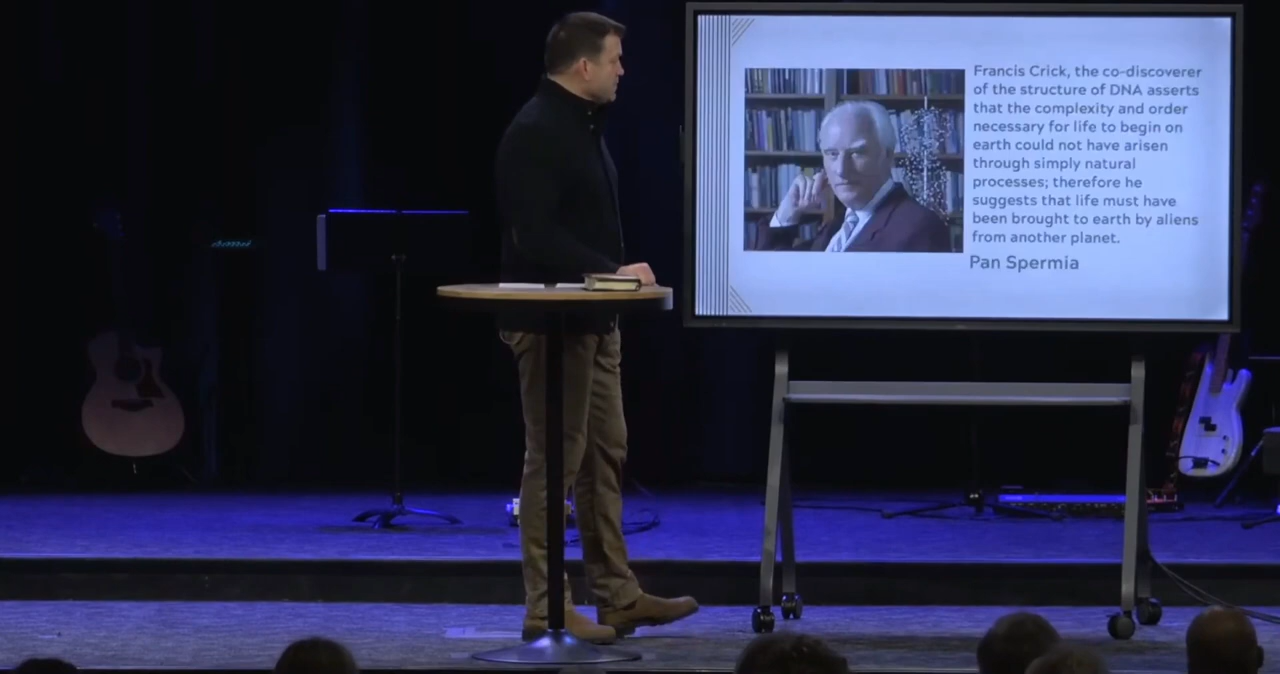 Francis Crick, the co-discoverer
of the structure of DNA asserts
that the complexity and order
necessary for life to begin on
earth could not have arisen
through simply natural
processes; therefore he
suggests that life must have
been brought to earth by aliens
from another planet.
Pan Spermia